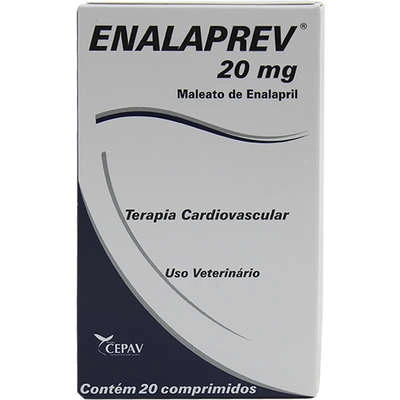 ENALAPREV®
20 mg
Maleato de Enalapril
Terapia Cardiovascular
Uso Veterinário
CEPAV
Contém 20 comprimidos